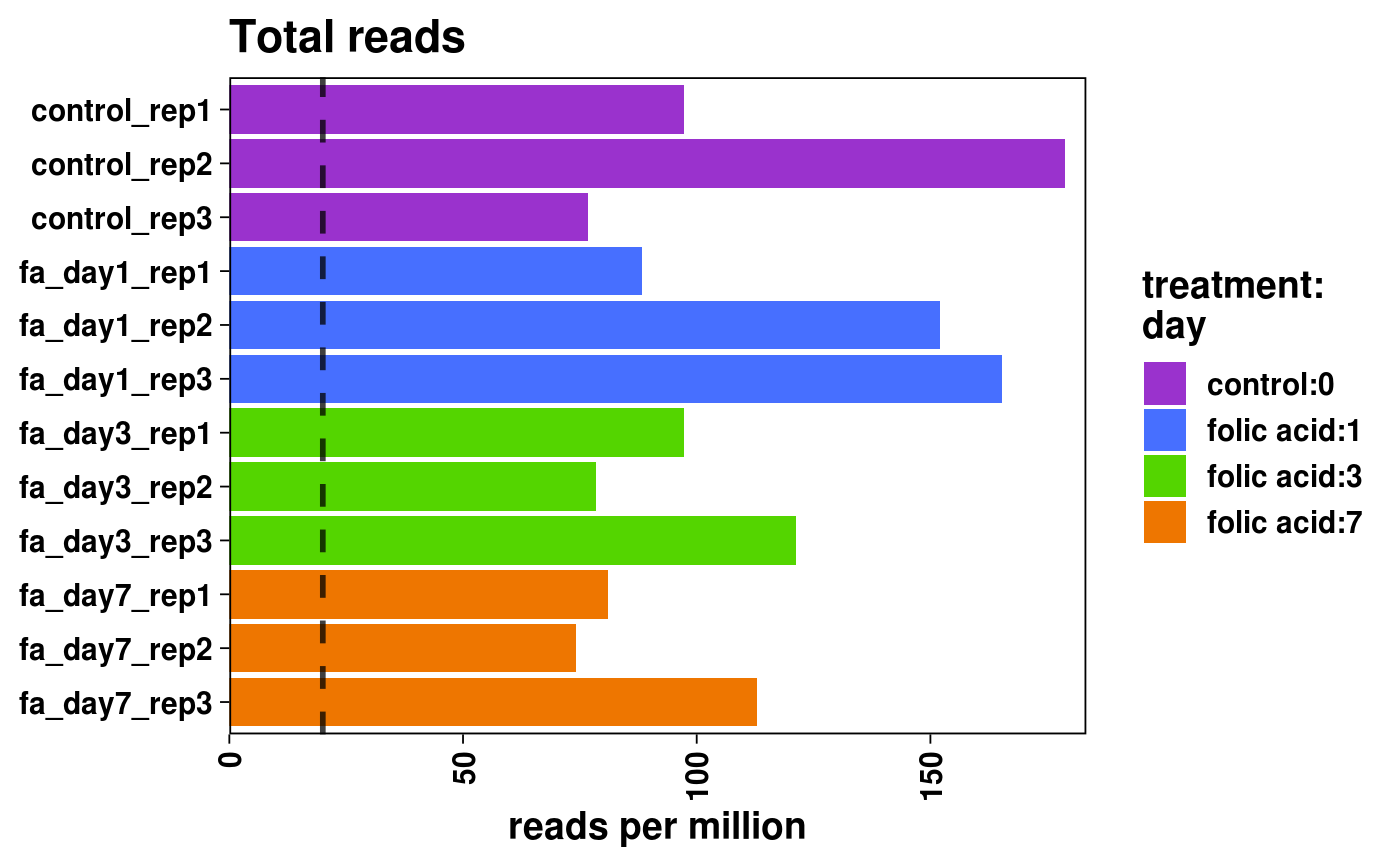 Total reads
control_rep1
control_rep2
control_rep3
fa_day1_rep1
fa_day1_rep2
fa_day1_rep3
fa_day3_rep1
fa_day3_rep2
fa_day3_rep3
fa_day7_rep1
fa_day7_rep2
fa_day7_rep3
0
50
100
150
reads per million
treatment:
day
control:0
folic acid:1
folic acid:3
folic acid:7